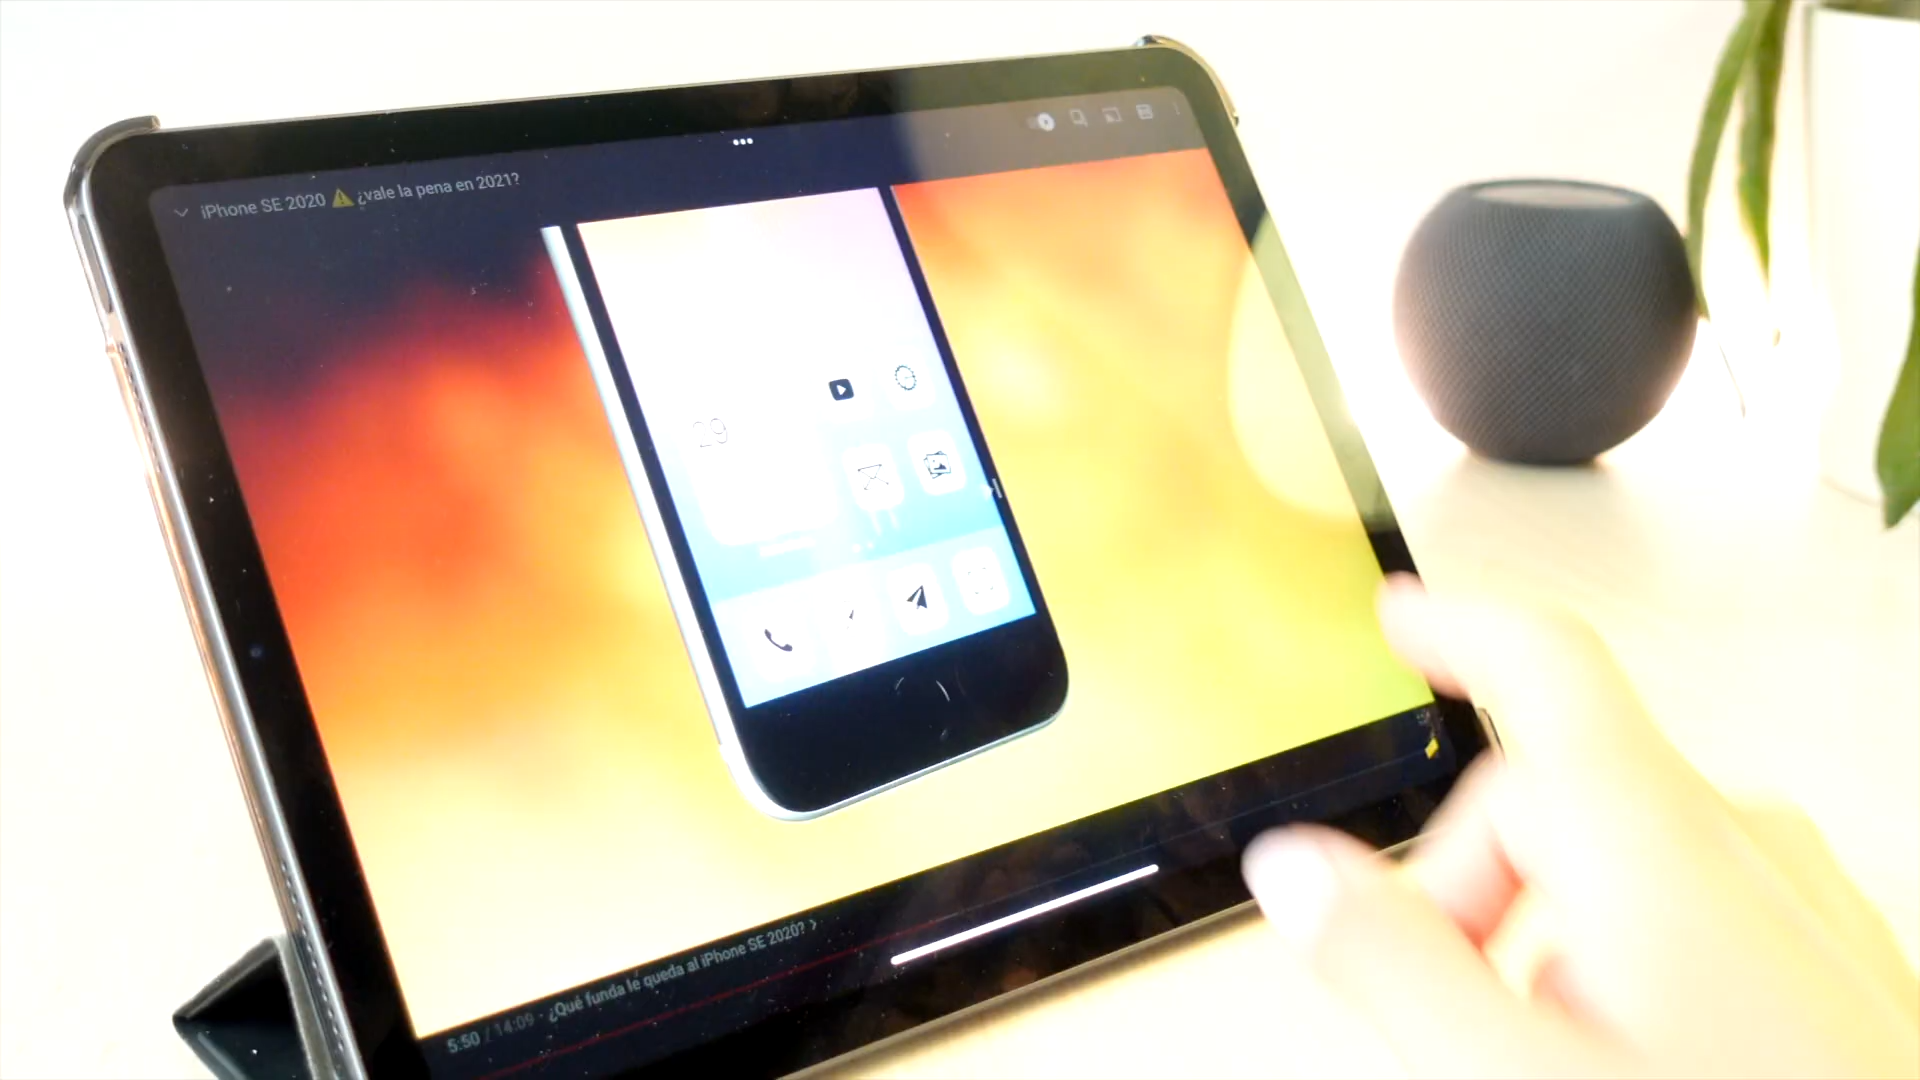 iPhone SE 2020 ⚠️ ¿vale la pena en 2021?
29
5:50 / 14:09 · ¿Qué funda le queda al iPhone SE 2020? >